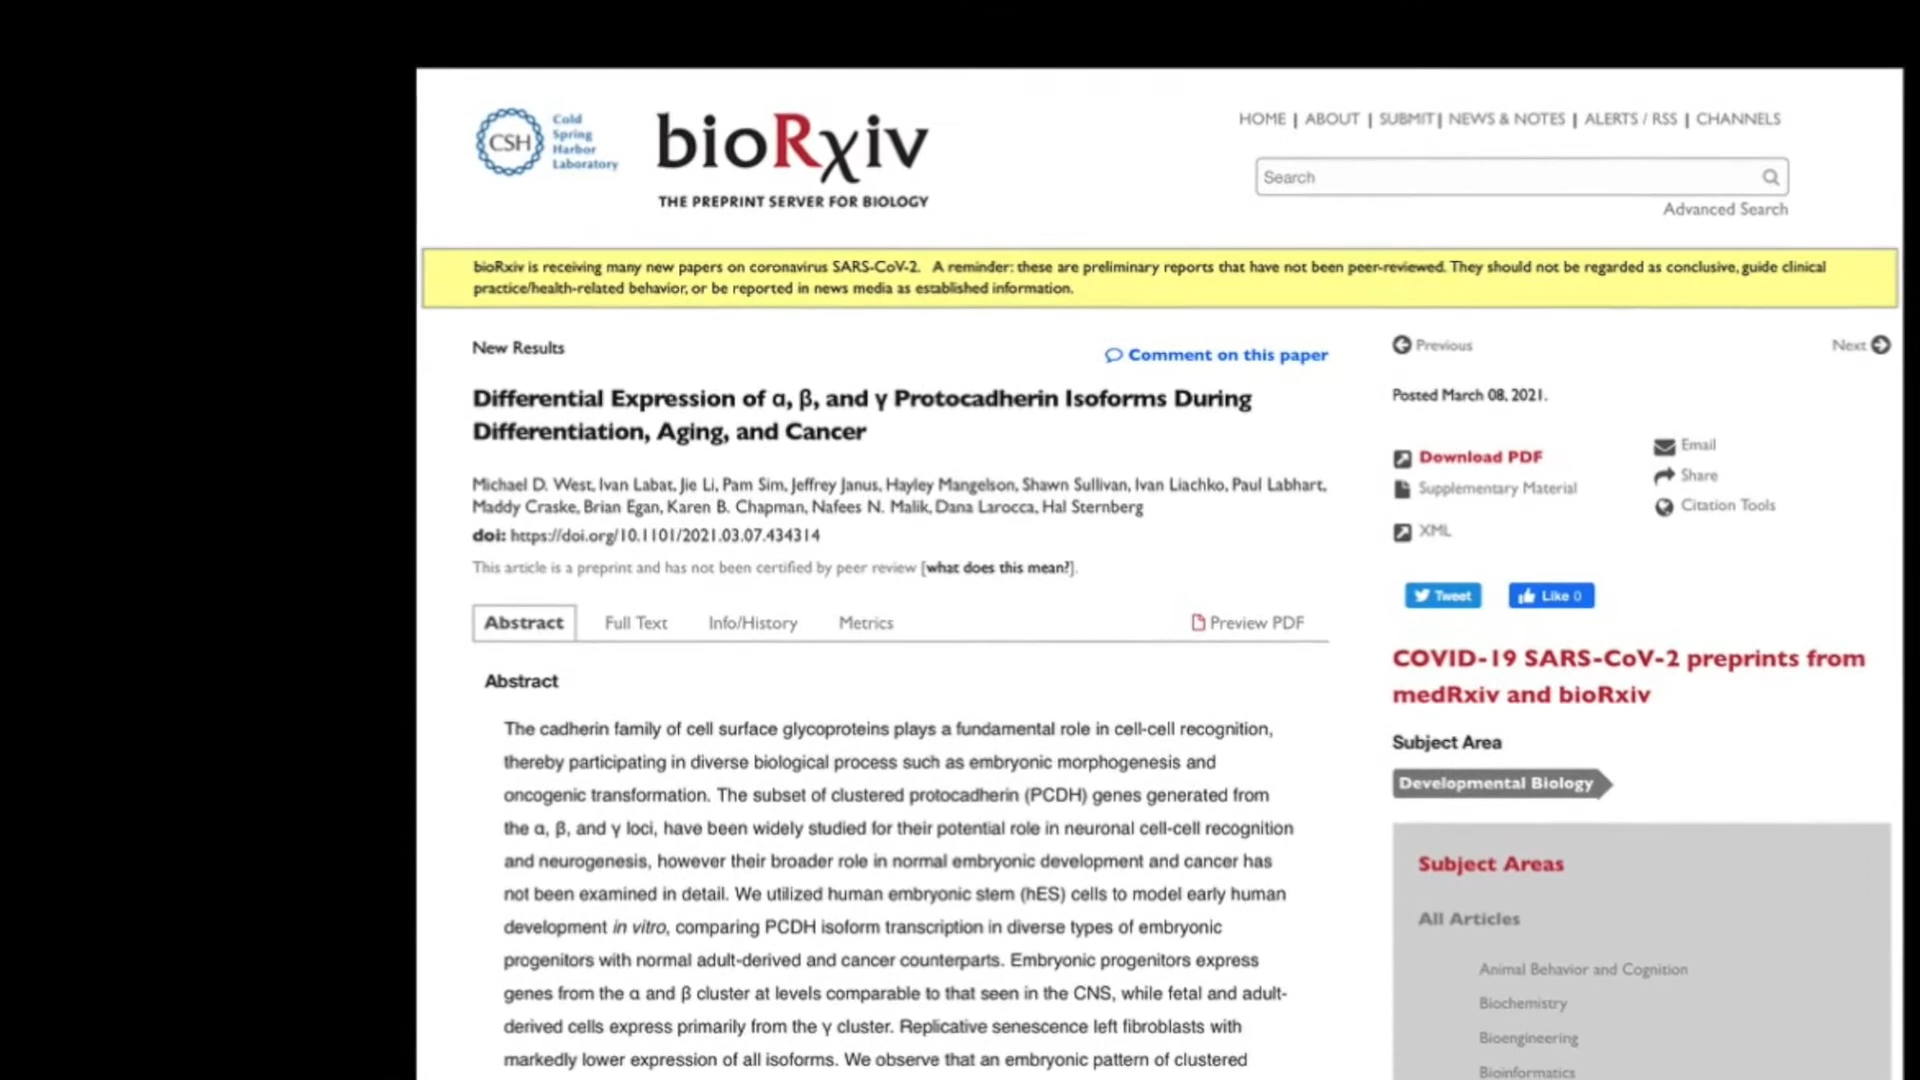 CSH
Cold
Spring
Harbor
Laboratory
bioRχiv
THE PREPRINT SERVER FOR BIOLOGY
HOME | ABOUT | SUBMIT | NEWS & NOTES | ALERTS / RSS | CHANNELS
Search
Advanced Search
bioRxiv is receiving many new papers on coronavirus SARS-CoV-2. A reminder: these are preliminary reports that have not been peer-reviewed. They should not be regarded as conclusive, guide clinical
practice/health-related behavior, or be reported in news media as established information.
New Results
Comment on this paper
Differential Expression of α, β, and γ Protocadherin Isoforms During
Differentiation, Aging, and Cancer
Michael D. West, Ivan Labat, Jie Li, Pam Sim, Jeffrey Janus, Hayley Mangelson, Shawn Sullivan, Ivan Liachko, Paul Labhart,
Maddy Craske, Brian Egan, Karen B. Chapman, Nafees N. Malik, Dana Larocca, Hal Sternberg
doi: https://doi.org/10.1101/2021.03.07.434314
This article is a preprint and has not been certified by peer review [what does this mean?].
Abstract Full Text Info/History Metrics Preview PDF
Abstract
The cadherin family of cell surface glycoproteins plays a fundamental role in cell-cell recognition,
thereby participating in diverse biological process such as embryonic morphogenesis and
oncogenic transformation. The subset of clustered protocadherin (PCDH) genes generated from
the α, β, and γ loci, have been widely studied for their potential role in neuronal cell-cell recognition
and neurogenesis, however their broader role in normal embryonic development and cancer has
not been examined in detail. We utilized human embryonic stem (hES) cells to model early human
development in vitro, comparing PCDH isoform transcription in diverse types of embryonic
progenitors with normal adult-derived and cancer counterparts. Embryonic progenitors express
genes from the α and β cluster at levels comparable to that seen in the CNS, while fetal and adult-
derived cells express primarily from the γ cluster. Replicative senescence left fibroblasts with
markedly lower expression of all isoforms. We observe that an embryonic pattern of clustered
Previous
Next
Posted March 08, 2021.
Download PDF
Supplementary Material
XML
Email
Share
Citation Tools
Tweet
Like 0
COVID-19 SARS-CoV-2 preprints from
medRxiv and bioRxiv
Subject Area
Developmental Biology
Subject Areas
All Articles
Animal Behavior and Cognition
Biochemistry
Bioengineering
Bioinformatics